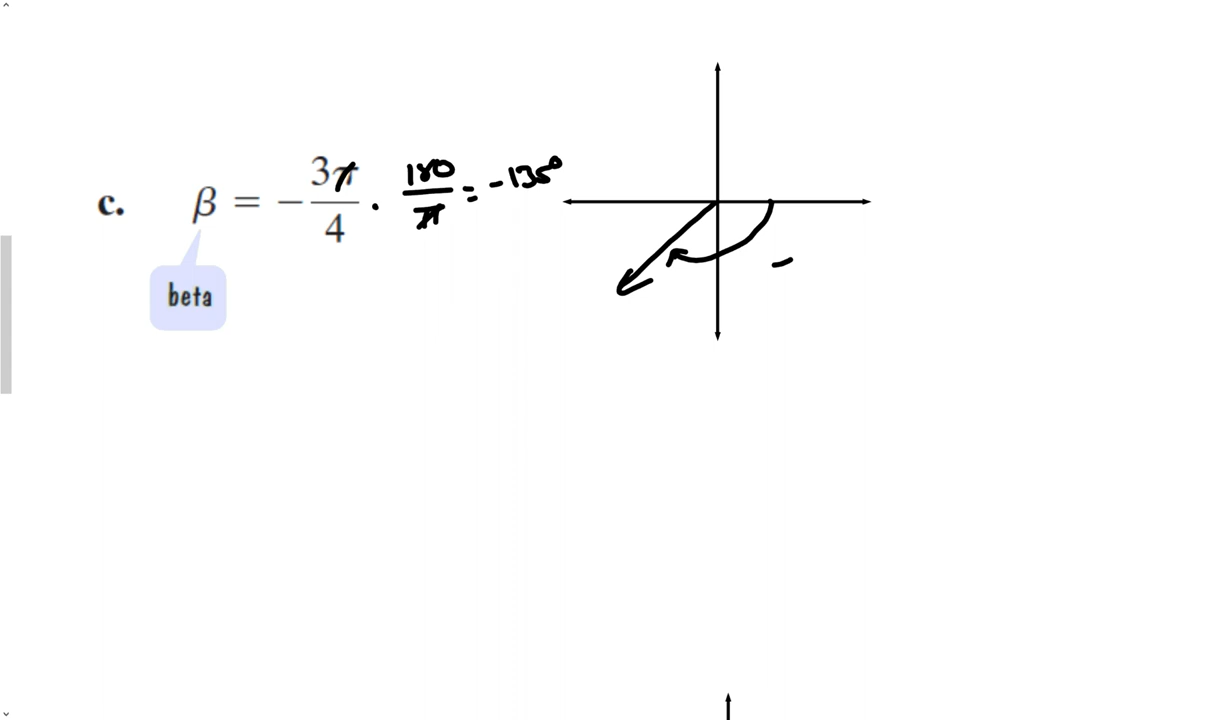 c. β = -3π/4 · 180/π = -135°
beta
-